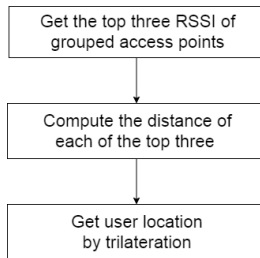 Get the top three RSSI of
grouped access points
Compute the distance of
each of the top three
Get user location
by trilateration